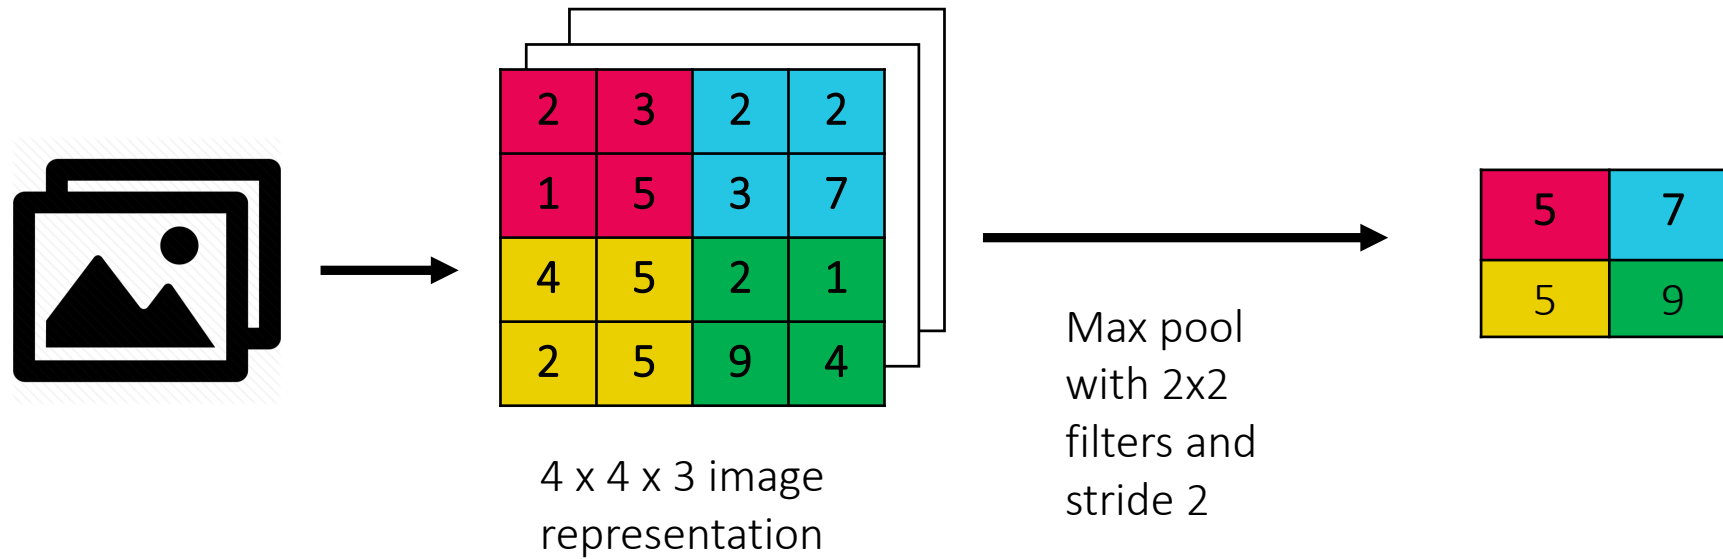 2 3 2 2
1 5 3 7
4 5 2 1
2 5 9 4
4 x 4 x 3 image
representation
Max pool
with 2x2
filters and
stride 2
5 7
5 9